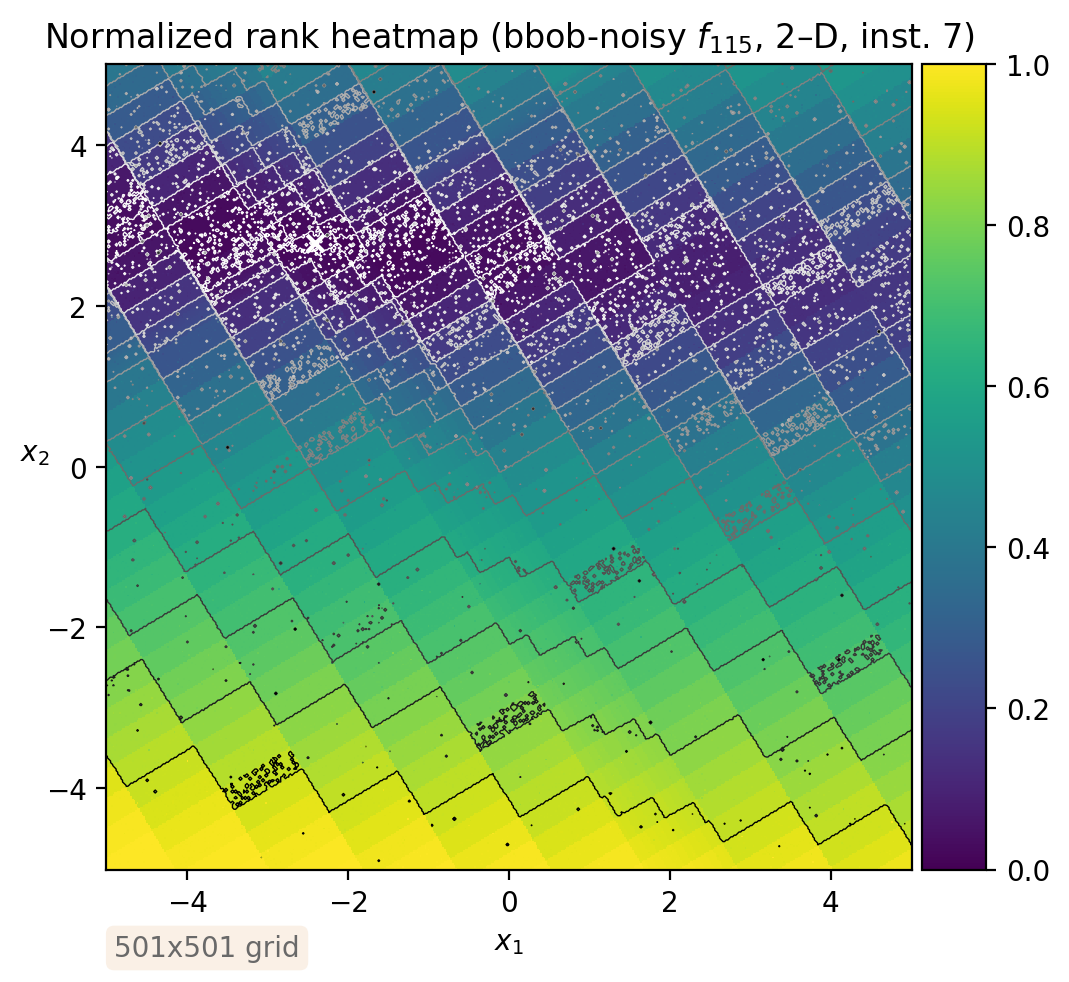 Normalized rank heatmap (bbob-noisy f₁₁₅, 2–D, inst. 7)
1.0
4
0.8
2
0.6
x₂
0
0.4
−2
0.2
−4
0.0
−4 −2 0 2 4
x₁
501x501 grid